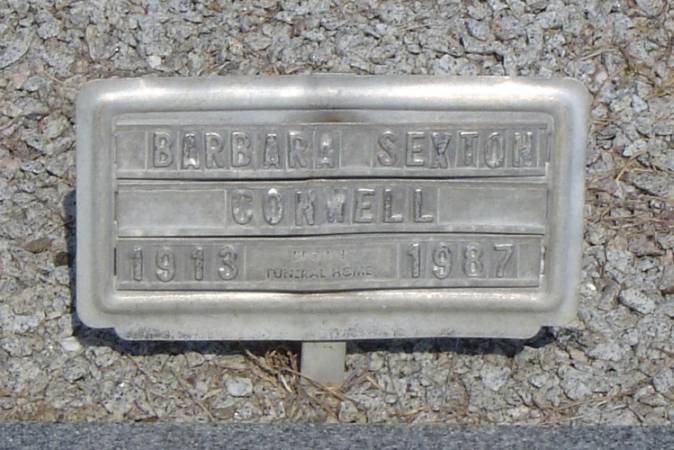 BARBARA SEXTON
CONWELL
1913 1987
FUNERAL HOME